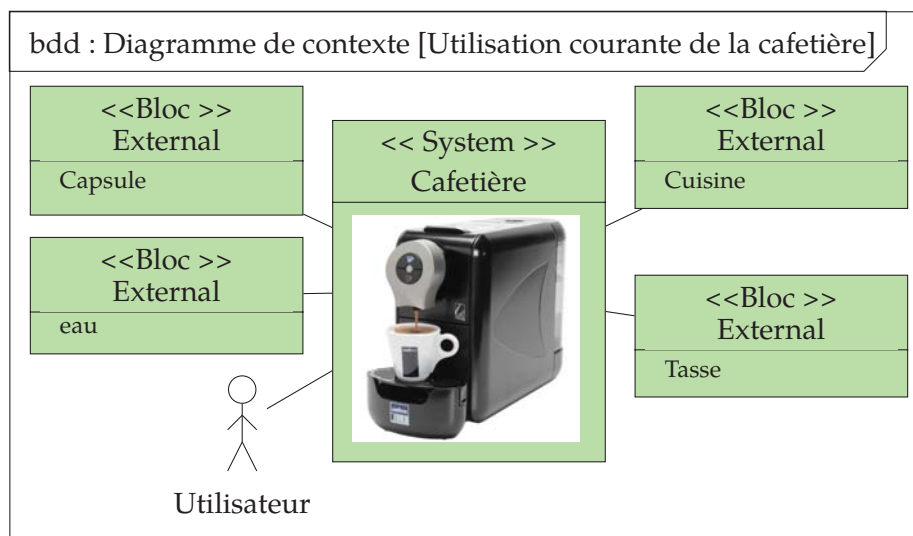 bdd : Diagramme de contexte [Utilisation courante de la cafetière]
<<Bloc >>
External
Capsule
<<Bloc >>
External
eau
Utilisateur
<< System >>
Cafetière
<<Bloc >>
External
Cuisine
<<Bloc >>
External
Tasse